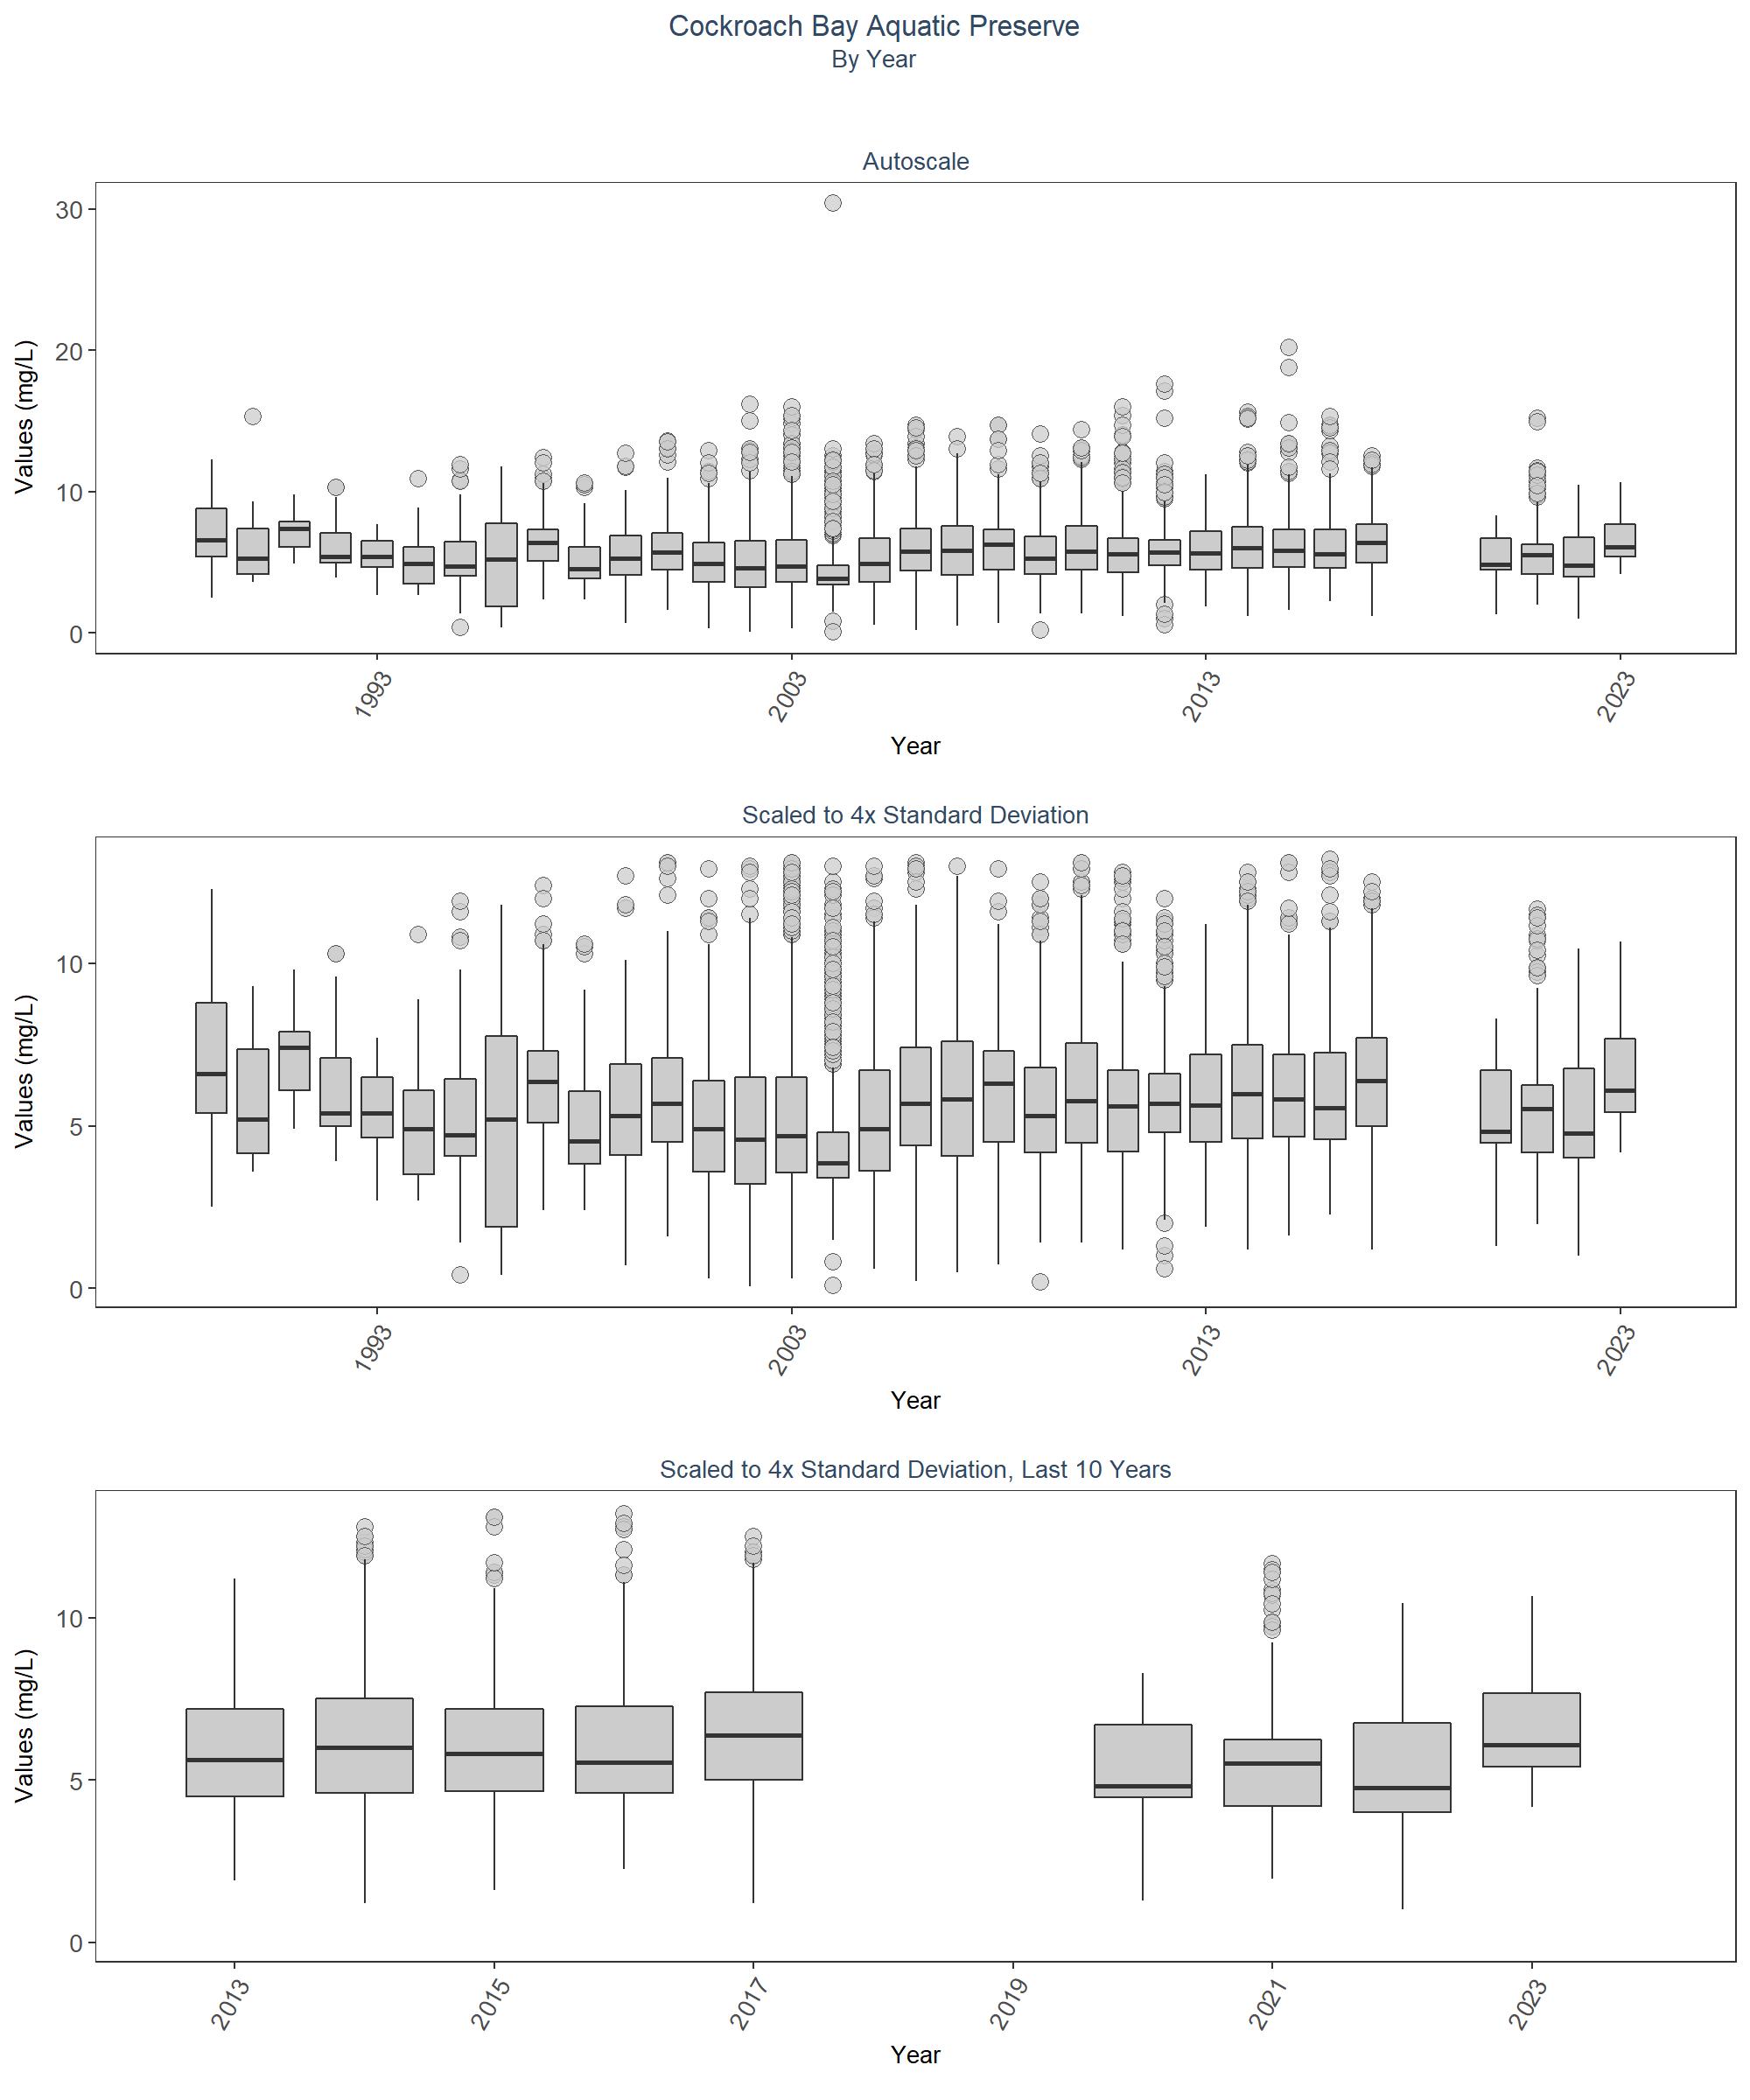 Cockroach Bay Aquatic Preserve
By Year
Autoscale
Values (mg/L)
30
20
10
0
1993
2003
2013
2023
Year
Scaled to 4x Standard Deviation
Values (mg/L)
10
5
0
1993
2003
2013
2023
Year
Scaled to 4x Standard Deviation, Last 10 Years
Values (mg/L)
10
5
0
2013
2015
2017
2019
2021
2023
Year